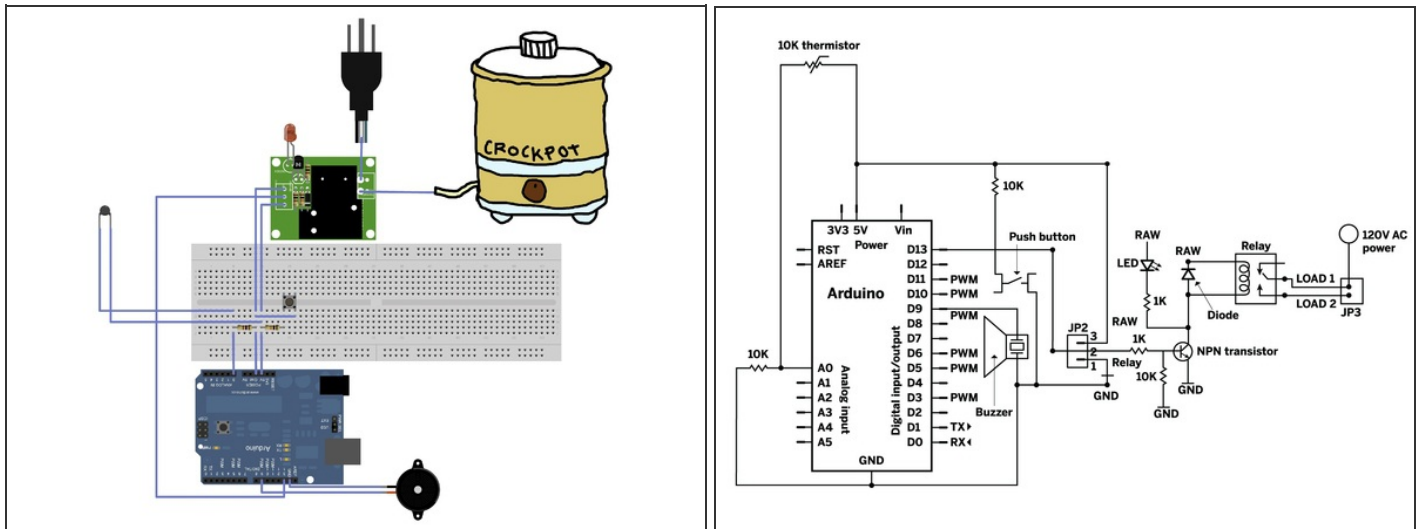 CROCKPOT
Arduino
10K thermistor
10K
3V3 5V Vin
Power
RST
AREF
Arduino
D13
D12
D11 PWM
D10 PWM
D9
PWM
D8
D7
D6 PWM
D5 PWM
D4
D3 PWM
D2
D1 TX
D0 RX
Digital input/output
Analog input
10K
A0
A1
A2
A3
A4
A5
GND
Push button
Buzzer
JP2
3
2
1
Relay
GND
RAW
LED
1K
RAW
1K
10K
GND
RAW
Diode
NPN transistor
GND
Relay
LOAD 1
LOAD 2
120V AC
power
JP3